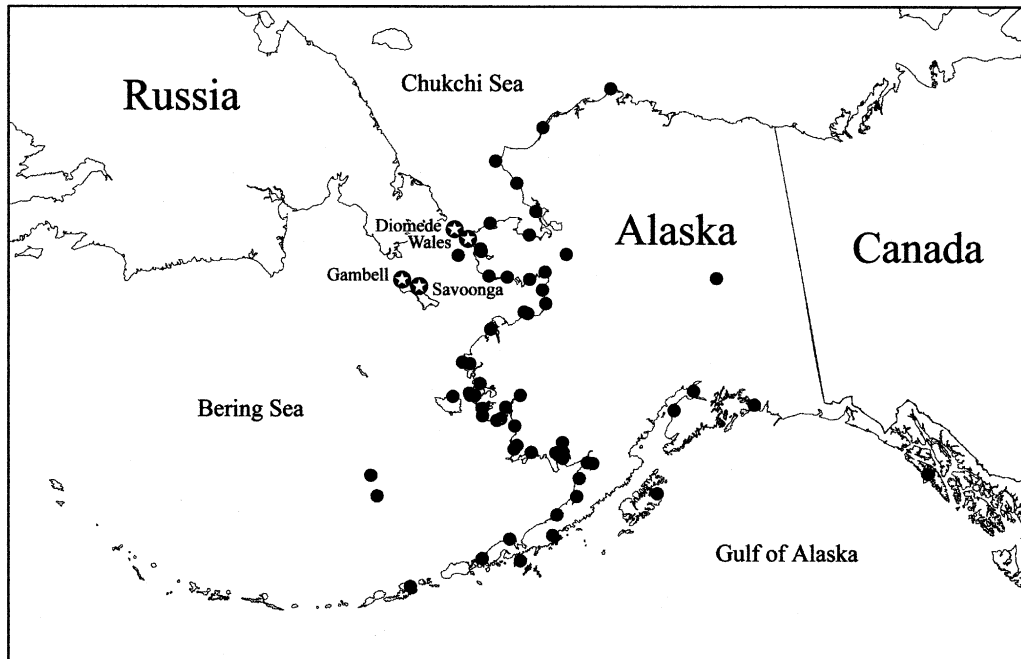 Chukchi Sea
Russia
Diomede
Wales
Alaska
Canada
Gambell
Savoonga
Bering Sea
Gulf of Alaska